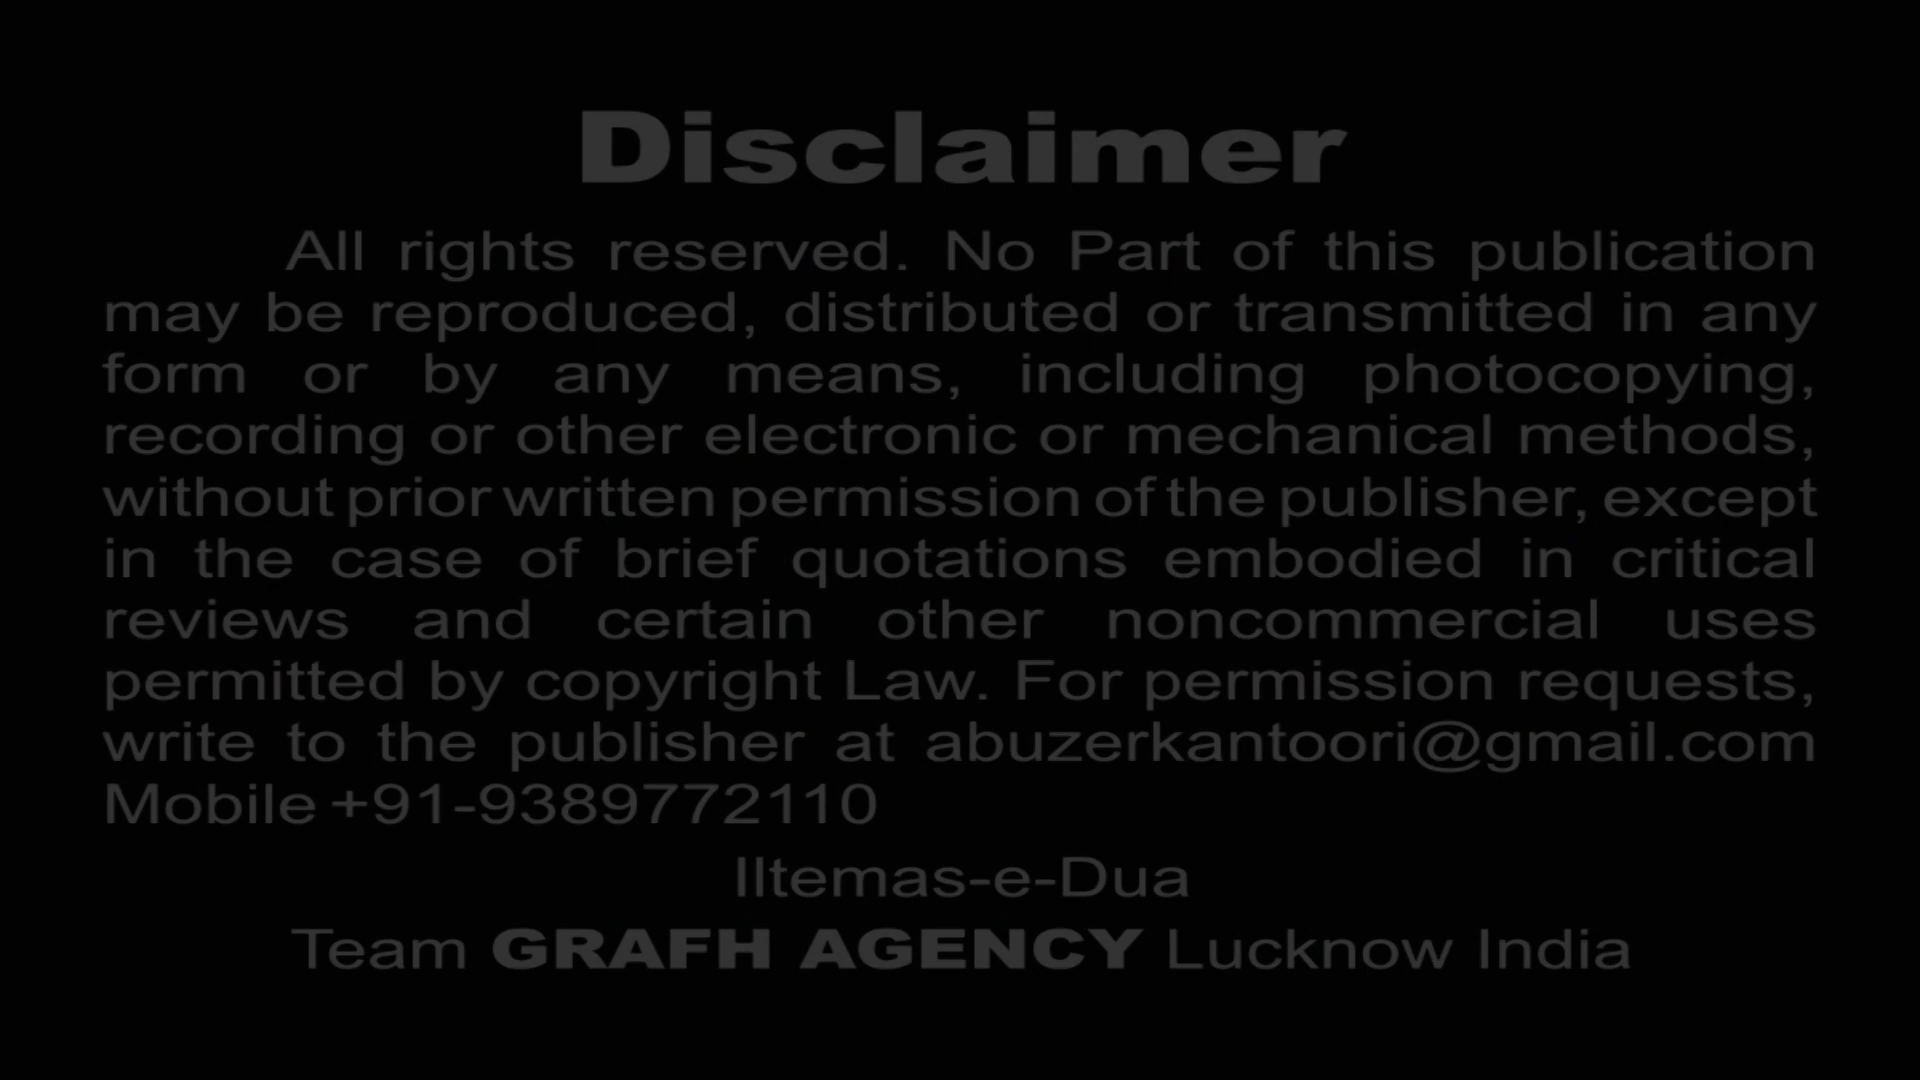 Disclaimer
All rights reserved. No Part of this publication
may be reproduced, distributed or transmitted in any
form or by any means, including photocopying,
recording or other electronic or mechanical methods,
without prior written permission of the publisher, except
in the case of brief quotations embodied in critical
reviews and certain other noncommercial uses
permitted by copyright Law. For permission requests,
write to the publisher at abuzerkantoori@gmail.com
Mobile +91-9389772110
Iltemas-e-Dua
Team GRAFH AGENCY Lucknow India